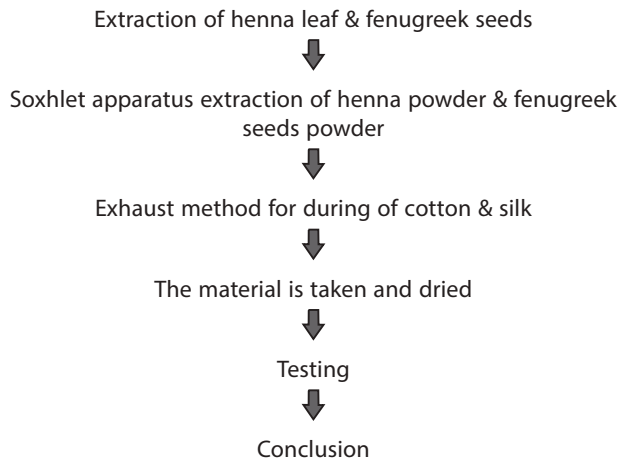 Extraction of henna leaf & fenugreek seeds
Soxhlet apparatus extraction of henna powder & fenugreek
seeds powder
Exhaust method for during of cotton & silk
The material is taken and dried
Testing
Conclusion